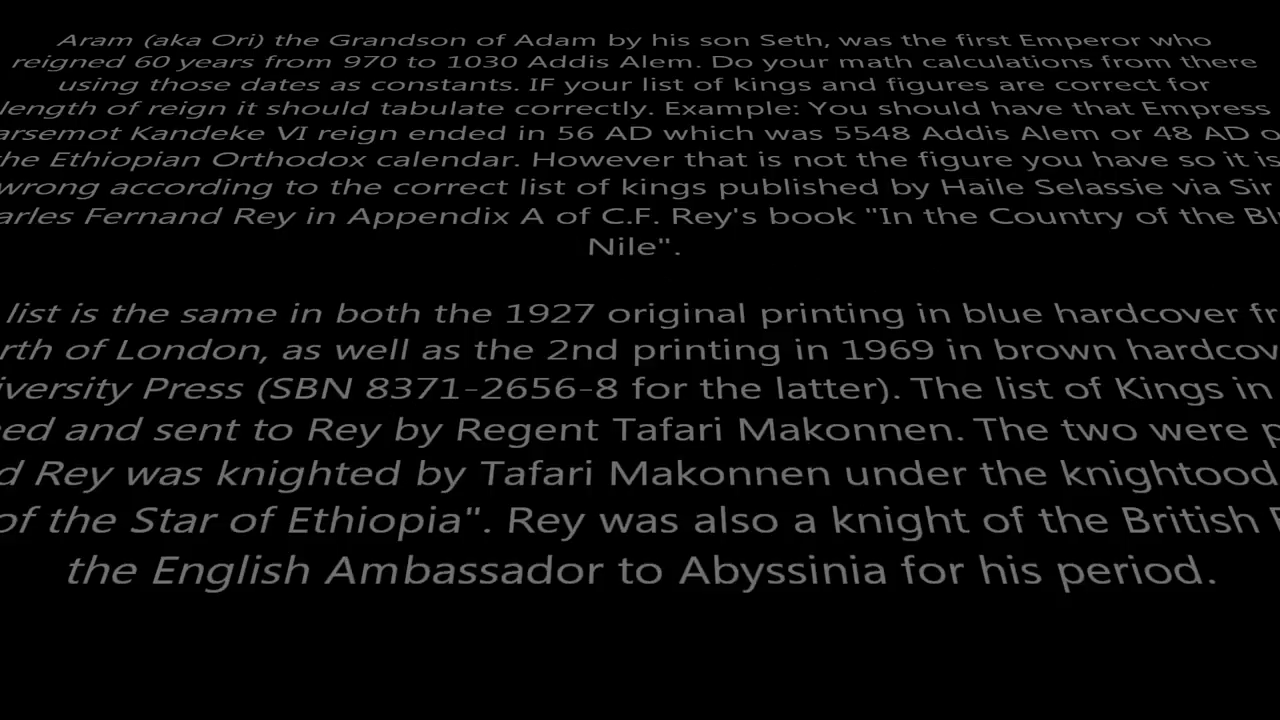 Aram (aka Ori) the Grandson of Adam by his son Seth, was the first Emperor who
reigned 60 years from 970 to 1030 Addis Alem. Do your math calculations from there
using those dates as constants. IF your list of kings and figures are correct for
length of reign it should tabulate correctly. Example: You should have that Empress
arsemot Kandeke VI reign ended in 56 AD which was 5548 Addis Alem or 48 AD o
he Ethiopian Orthodox calendar. However that is not the figure you have so it is
wrong according to the correct list of kings published by Haile Selassie via Sir
arles Fernand Rey in Appendix A of C.F. Rey's book "In the Country of the Bl
Nile".
list is the same in both the 1927 original printing in blue hardcover fr
rth of London, as well as the 2nd printing in 1969 in brown hardcov
iversity Press (SBN 8371-2656-8 for the latter). The list of Kings in
ed and sent to Rey by Regent Tafari Makonnen. The two were p
d Rey was knighted by Tafari Makonnen under the knightood
of the Star of Ethiopia". Rey was also a knight of the British
the English Ambassador to Abyssinia for his period.